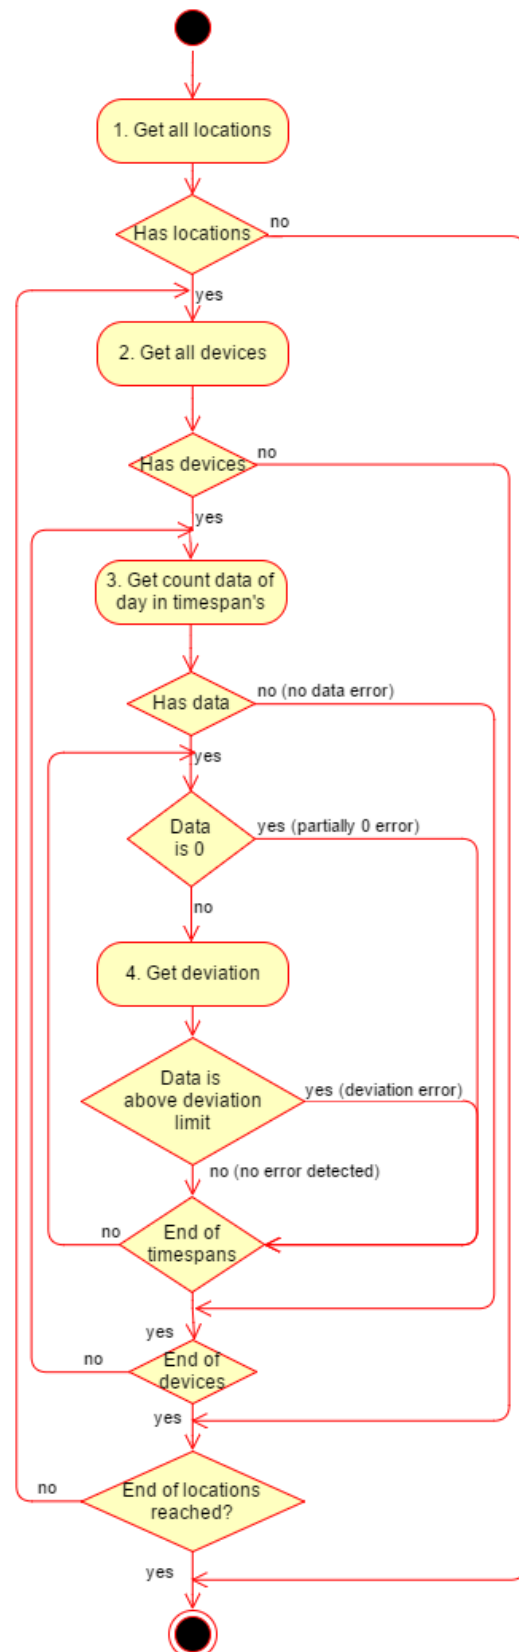 1. Get all locations
Has locations
no
yes
2. Get all devices
Has devices
no
yes
3. Get count data of
day in timespan's
Has data
no (no data error)
yes
Data
is 0
yes (partially 0 error)
no
4. Get deviation
Data is
above deviation
limit
yes (deviation error)
no (no error detected)
no
End of
timespans
yes
no
End of
devices
yes
no
End of locations
reached?
yes